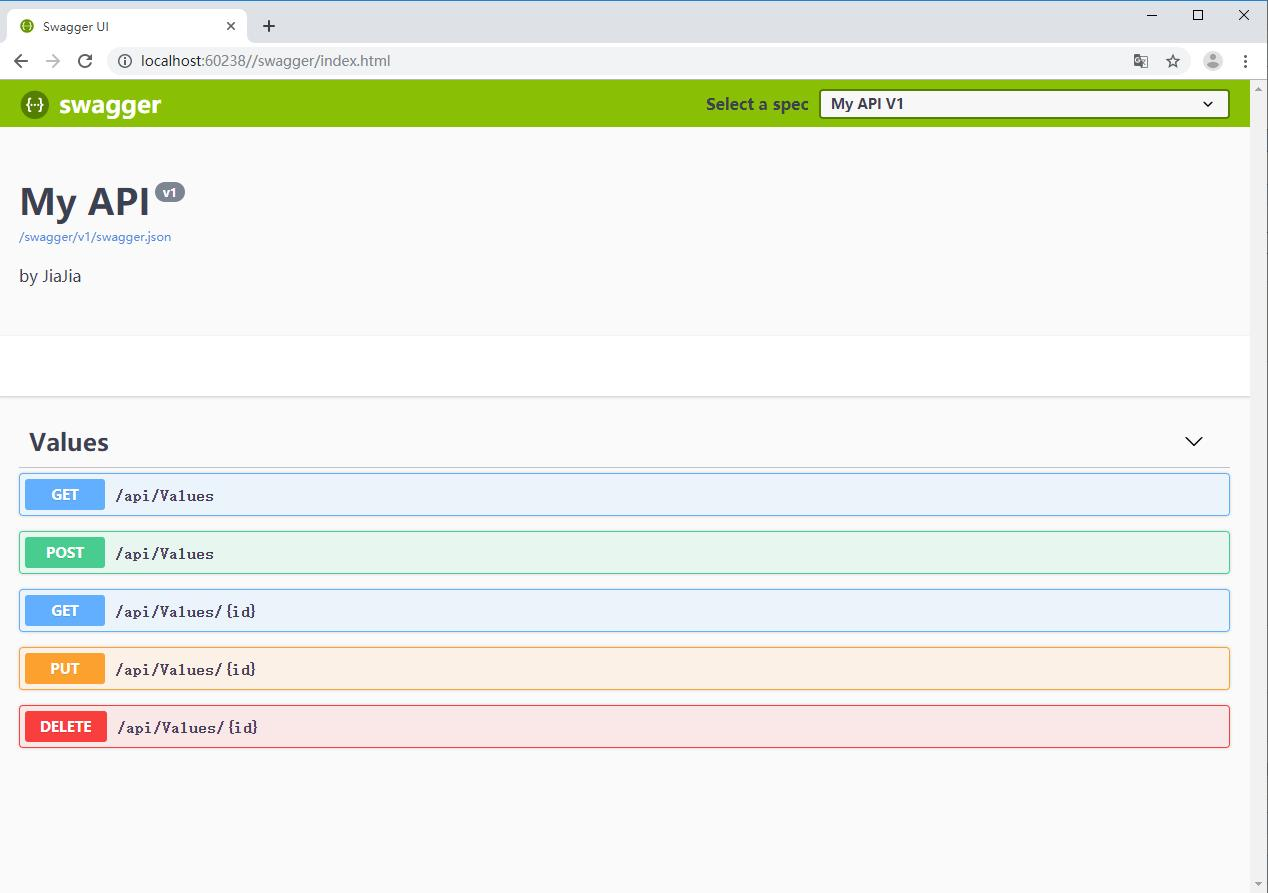 Swagger UI
localhost:60238//swagger/index.html
{··} swagger
Select a spec My API V1
My API v1
/swagger/v1/swagger.json
by JiaJia
Values
GET /api/Values
POST /api/Values
GET /api/Values/{id}
PUT /api/Values/{id}
DELETE /api/Values/{id}